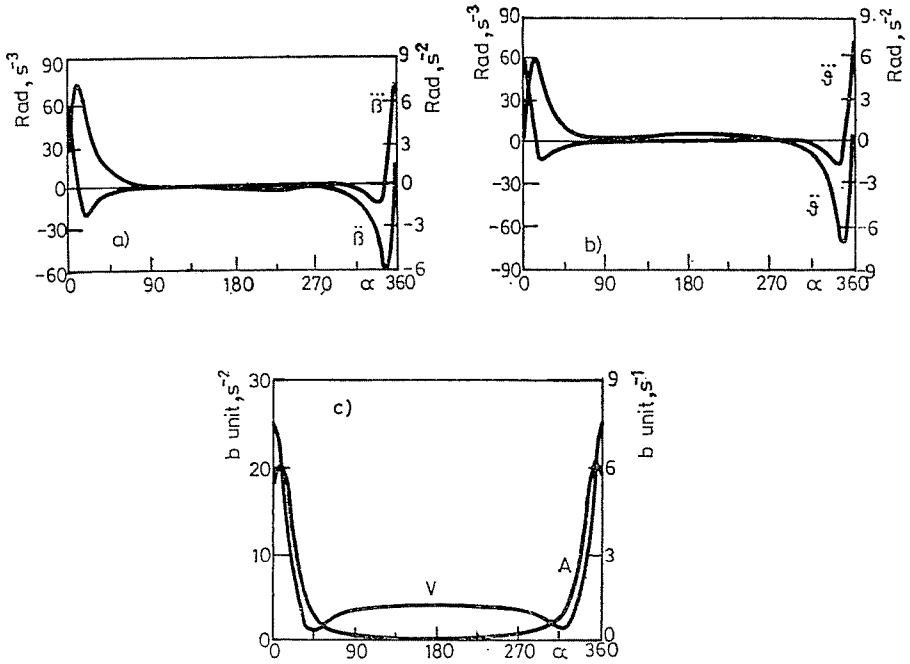 90
60
30
0
-30
-60
Rad, s⁻³
9
6
3
0
-3
-6
Rad, s⁻²
0 90 180 270 α 360
a)
β⃛
β̈
90
60
30
0
-30
-60
-90
Rad, s⁻³
9
6
3
0
-3
-6
-9
Rad, s⁻²
0 90 180 270 α 360
b)
ϑ⃛
ϑ̈
30
20
10
0
b unit, s⁻²
9
6
3
0
b unit, s⁻¹
0 90 180 270 α 360
c)
V
A